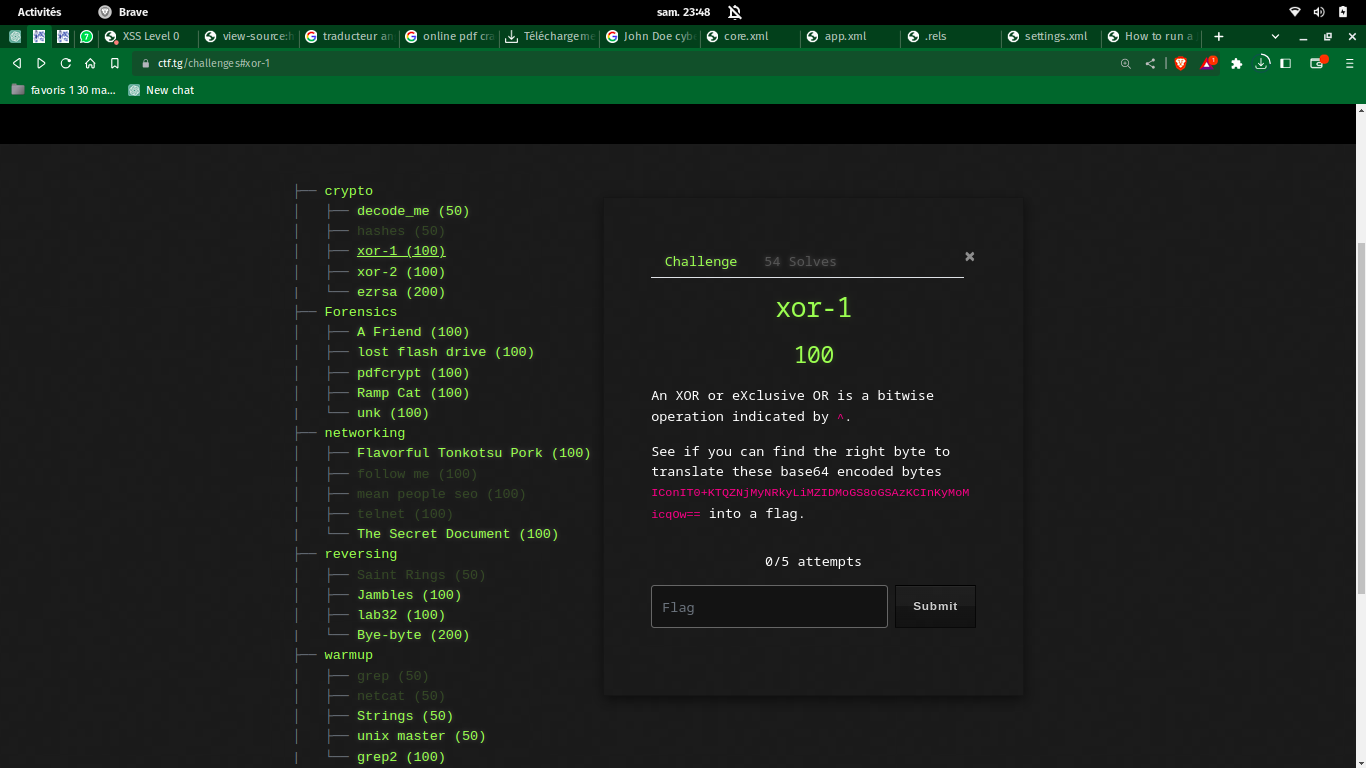 Activités Brave sam. 23:48
XSS Level 0 view-source:h traducteur an online pdf cra Téléchargeme John Doe cyb core.xml app.xml .rels settings.xml How to run a
ctf.tg/challenges#xor-1
favoris 1 30 ma... New chat
crypto
decode_me (50)
hashes (50)
xor-1 (100)
xor-2 (100)
ezrsa (200)
Forensics
A Friend (100)
lost flash drive (100)
pdfcrypt (100)
Ramp Cat (100)
unk (100)
networking
Flavorful Tonkotsu Pork (100)
follow me (100)
mean people seo (100)
telnet (100)
The Secret Document (100)
reversing
Saint Rings (50)
Jambles (100)
lab32 (100)
Bye-byte (200)
warmup
grep (50)
netcat (50)
Strings (50)
unix master (50)
grep2 (100)
Challenge 54 Solves ×
xor-1
100
An XOR or eXclusive OR is a bitwise
operation indicated by ^.
See if you can find the right byte to
translate these base64 encoded bytes
IConIT0+KTQZNjMyNRkyLiMZIDMoGS8oGSAzKCInKyMoM
icqOw== into a flag.
0/5 attempts
Flag Submit